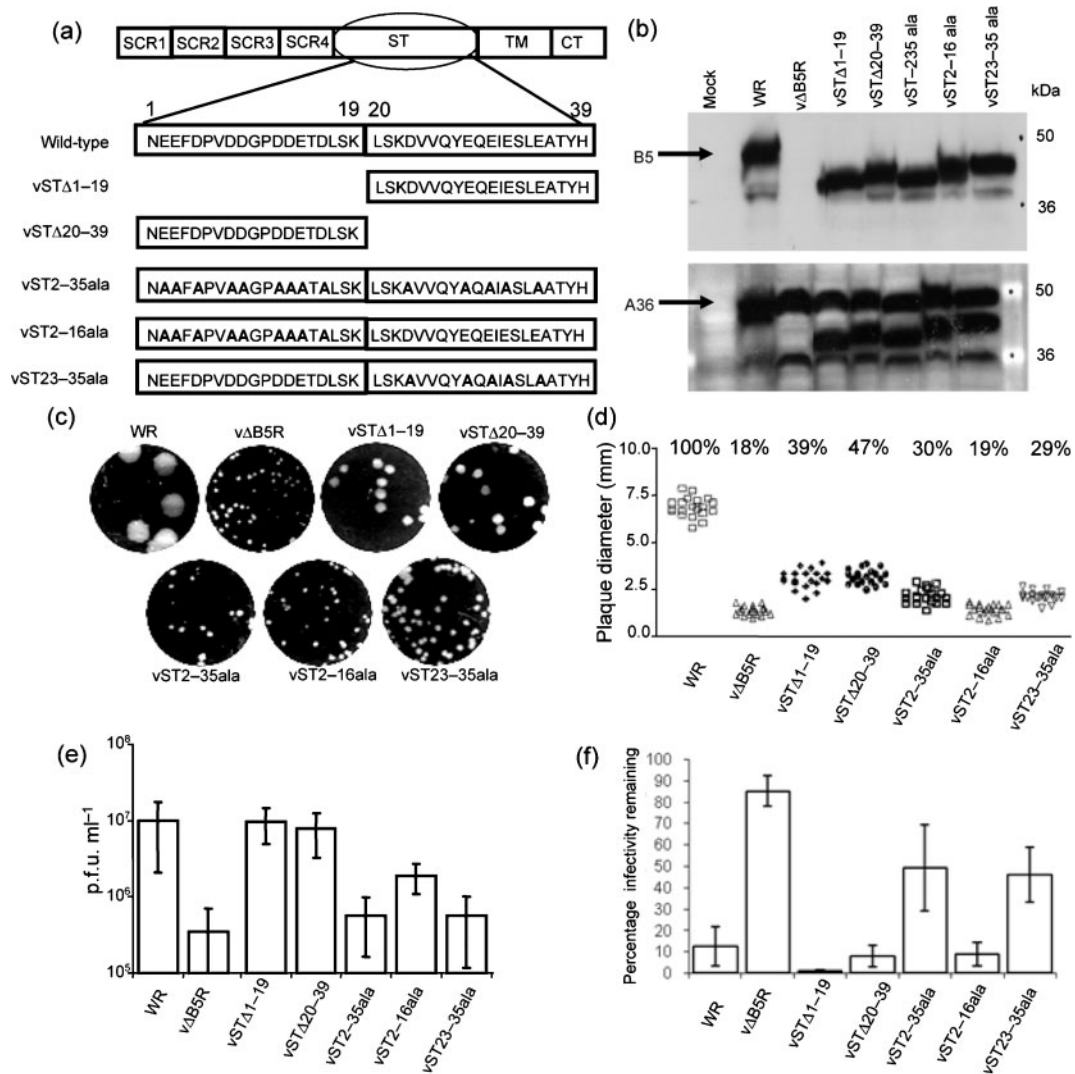 (a)
SCR1 SCR2 SCR3 SCR4 ST TM CT
1 19 20 39
Wild-type NEEFDPVDDGPDDETDLSK LSKDVVQYEQEIESLEATYH
vSTΔ1–19 LSKDVVQYEQEIESLEATYH
vSTΔ20–39 NEEFDPVDDGPDDETDLSK
vST2–35ala NAAFAPVAAGPAAATALSK LSKAVVQYAQAIASLAATYH
vST2–16ala NAAFAPVAAGPAAATALSK LSKDVVQYEQEIESLEATYH
vST23–35ala NEEFDPVDDGPDDETDLSK LSKAVVQYAQAIASLAATYH
(b)
Mock WR vΔB5R vSTΔ1–19 vSTΔ20–39 vST–235 ala vST2–16 ala vST23–35 ala kDa
B5 50
36
A36 50
36
(c)
WR vΔB5R vSTΔ1–19 vSTΔ20–39
vST2–35ala vST2–16ala vST23–35ala
(d)
100% 18% 39% 47% 30% 19% 29%
Plaque diameter (mm)
10.0
7.5
5.0
2.5
0.0
WR vΔB5R vSTΔ1–19 vSTΔ20–39 vST2–35ala vST2–16ala vST23–35ala
(e)
p.f.u. ml⁻¹
10⁸
10⁷
10⁶
10⁵
WR vΔB5R vSTΔ1–19 vSTΔ20–39 vST2–35ala vST2–16ala vST23–35ala
(f)
Percentage infectivity remaining
100
90
80
70
60
50
40
30
20
10
0
WR vΔB5R vSTΔ1–19 vSTΔ20–39 vST2–35ala vST2–16ala vST23–35ala